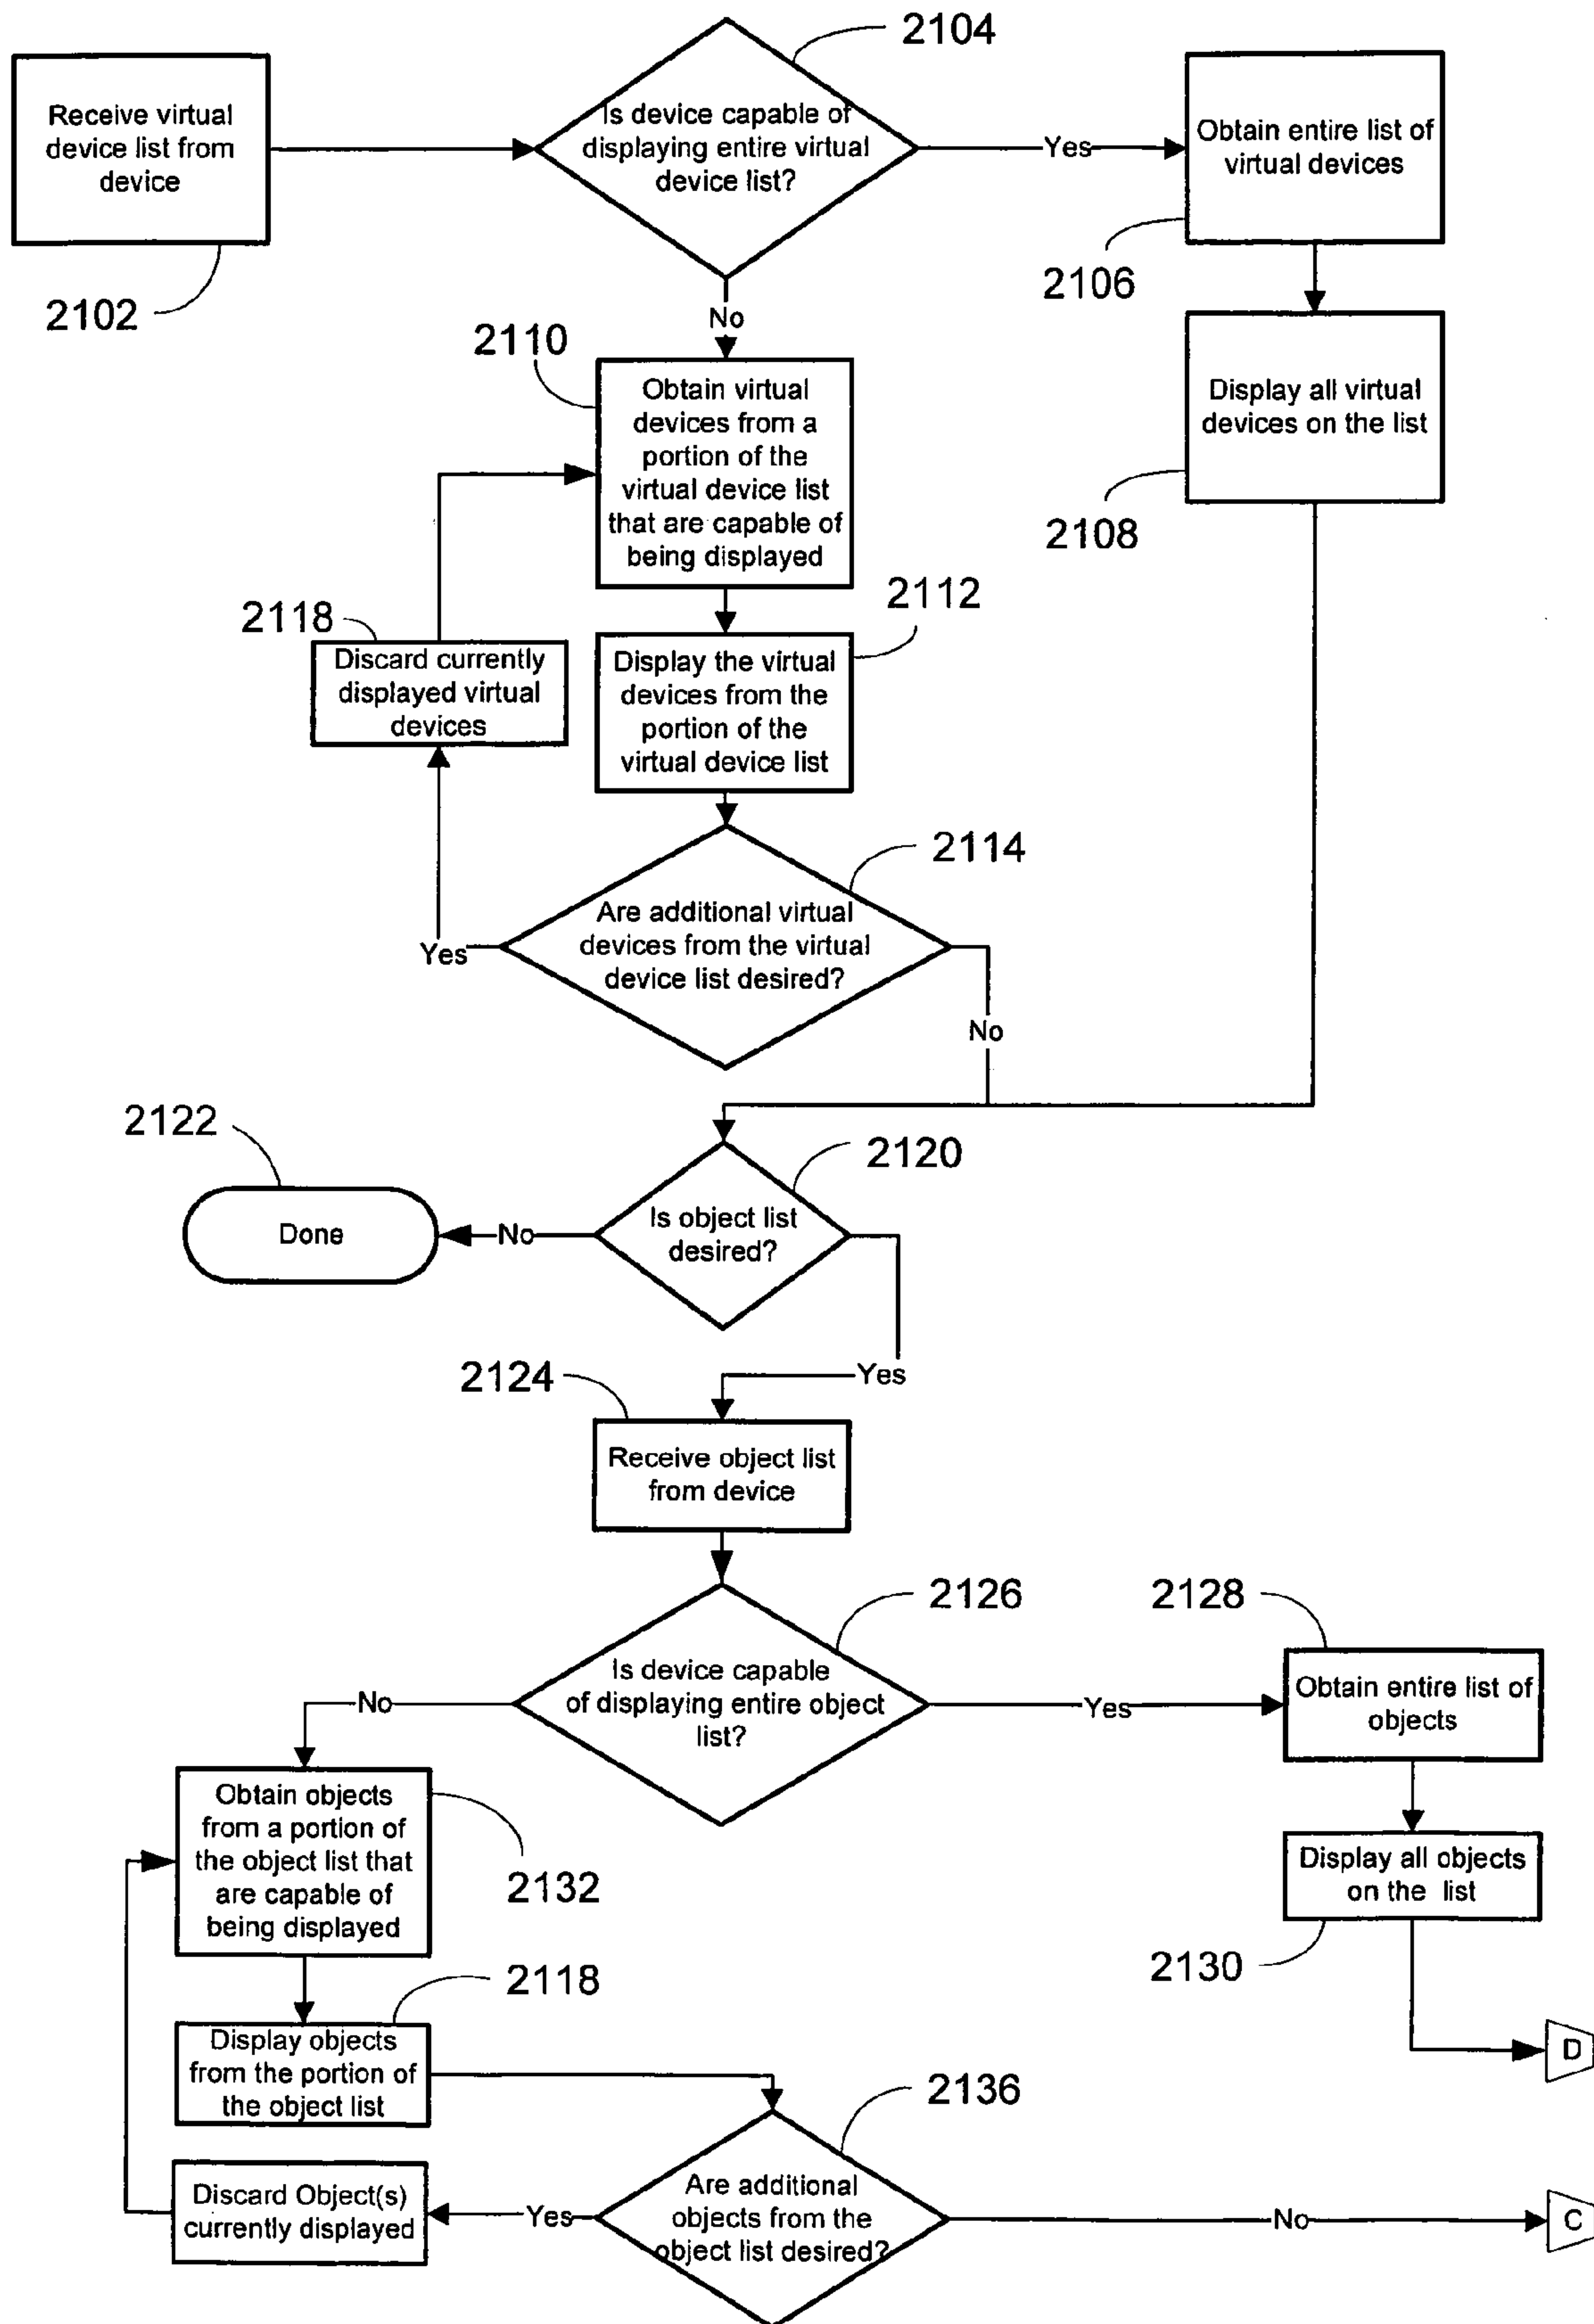 2104
Receive virtual
device list from
device
Is device capable of
displaying entire virtual
device list?
Yes
Obtain entire list of
virtual devices
2102
2106
No
2110
Obtain virtual
devices from a
portion of the
virtual device list
that are capable of
being displayed
Display all virtual
devices on the list
2108
2112
2118
Discard currently
displayed virtual
devices
Display the virtual
devices from the
portion of the
virtual device list
2114
Are additional virtual
devices from the virtual
device list desired?
Yes
No
2122
2120
Done
No
Is object list
desired?
Yes
2124
Receive object list
from device
2126
2128
Is device capable
of displaying entire object
list?
No
Yes
Obtain entire list of
objects
Obtain objects
from a portion of
the object list that
are capable of
being displayed
2132
Display all objects
on the list
2130
2118
Display objects
from the portion of
the object list
D
2136
Are additional
objects from the
object list desired?
Yes
Discard Object(s)
currently displayed
No
C